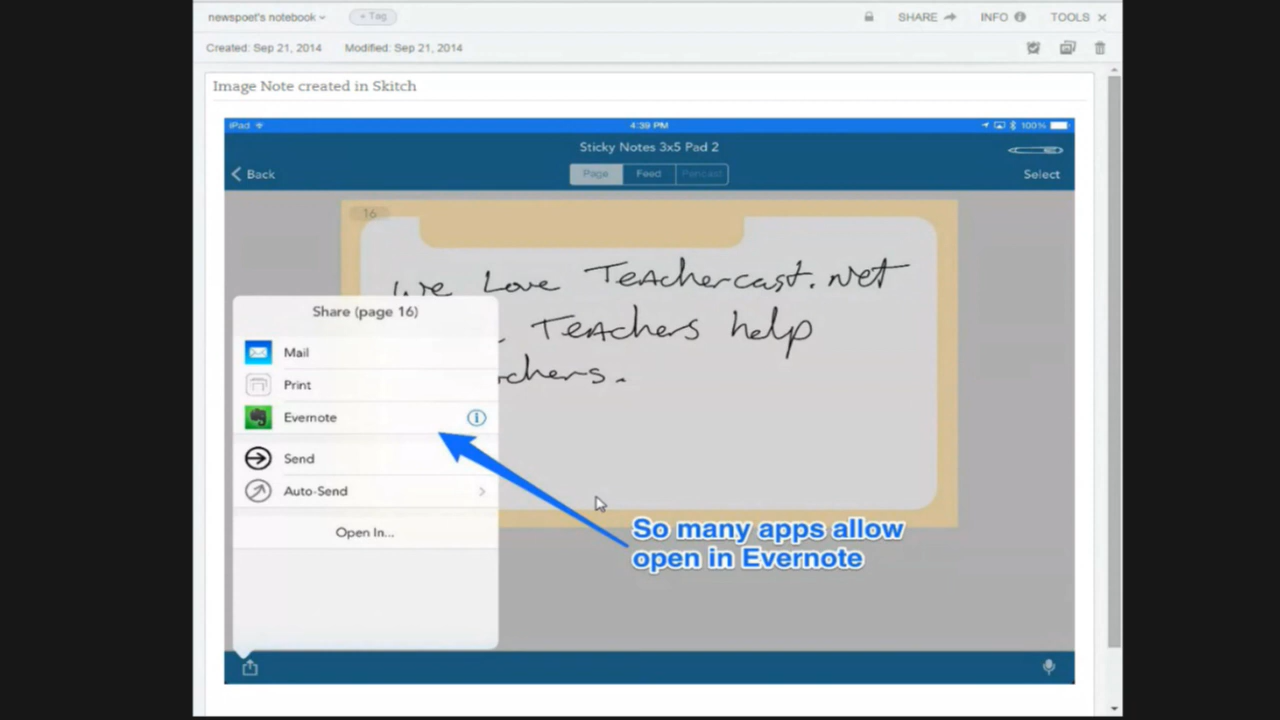 newspoet's notebook
+ Tag
SHARE
INFO
TOOLS
Created: Sep 21, 2014
Modified: Sep 21, 2014
Image Note created in Skitch
iPad
4:39 PM
100%
Sticky Notes 3x5 Pad 2
Back
Page
Feed
Pencast
Select
16
We Love Teachercast.net
Teachers help
chers.
Share (page 16)
Mail
Print
Evernote
Send
Auto-Send
Open In...
So many apps allow
open in Evernote